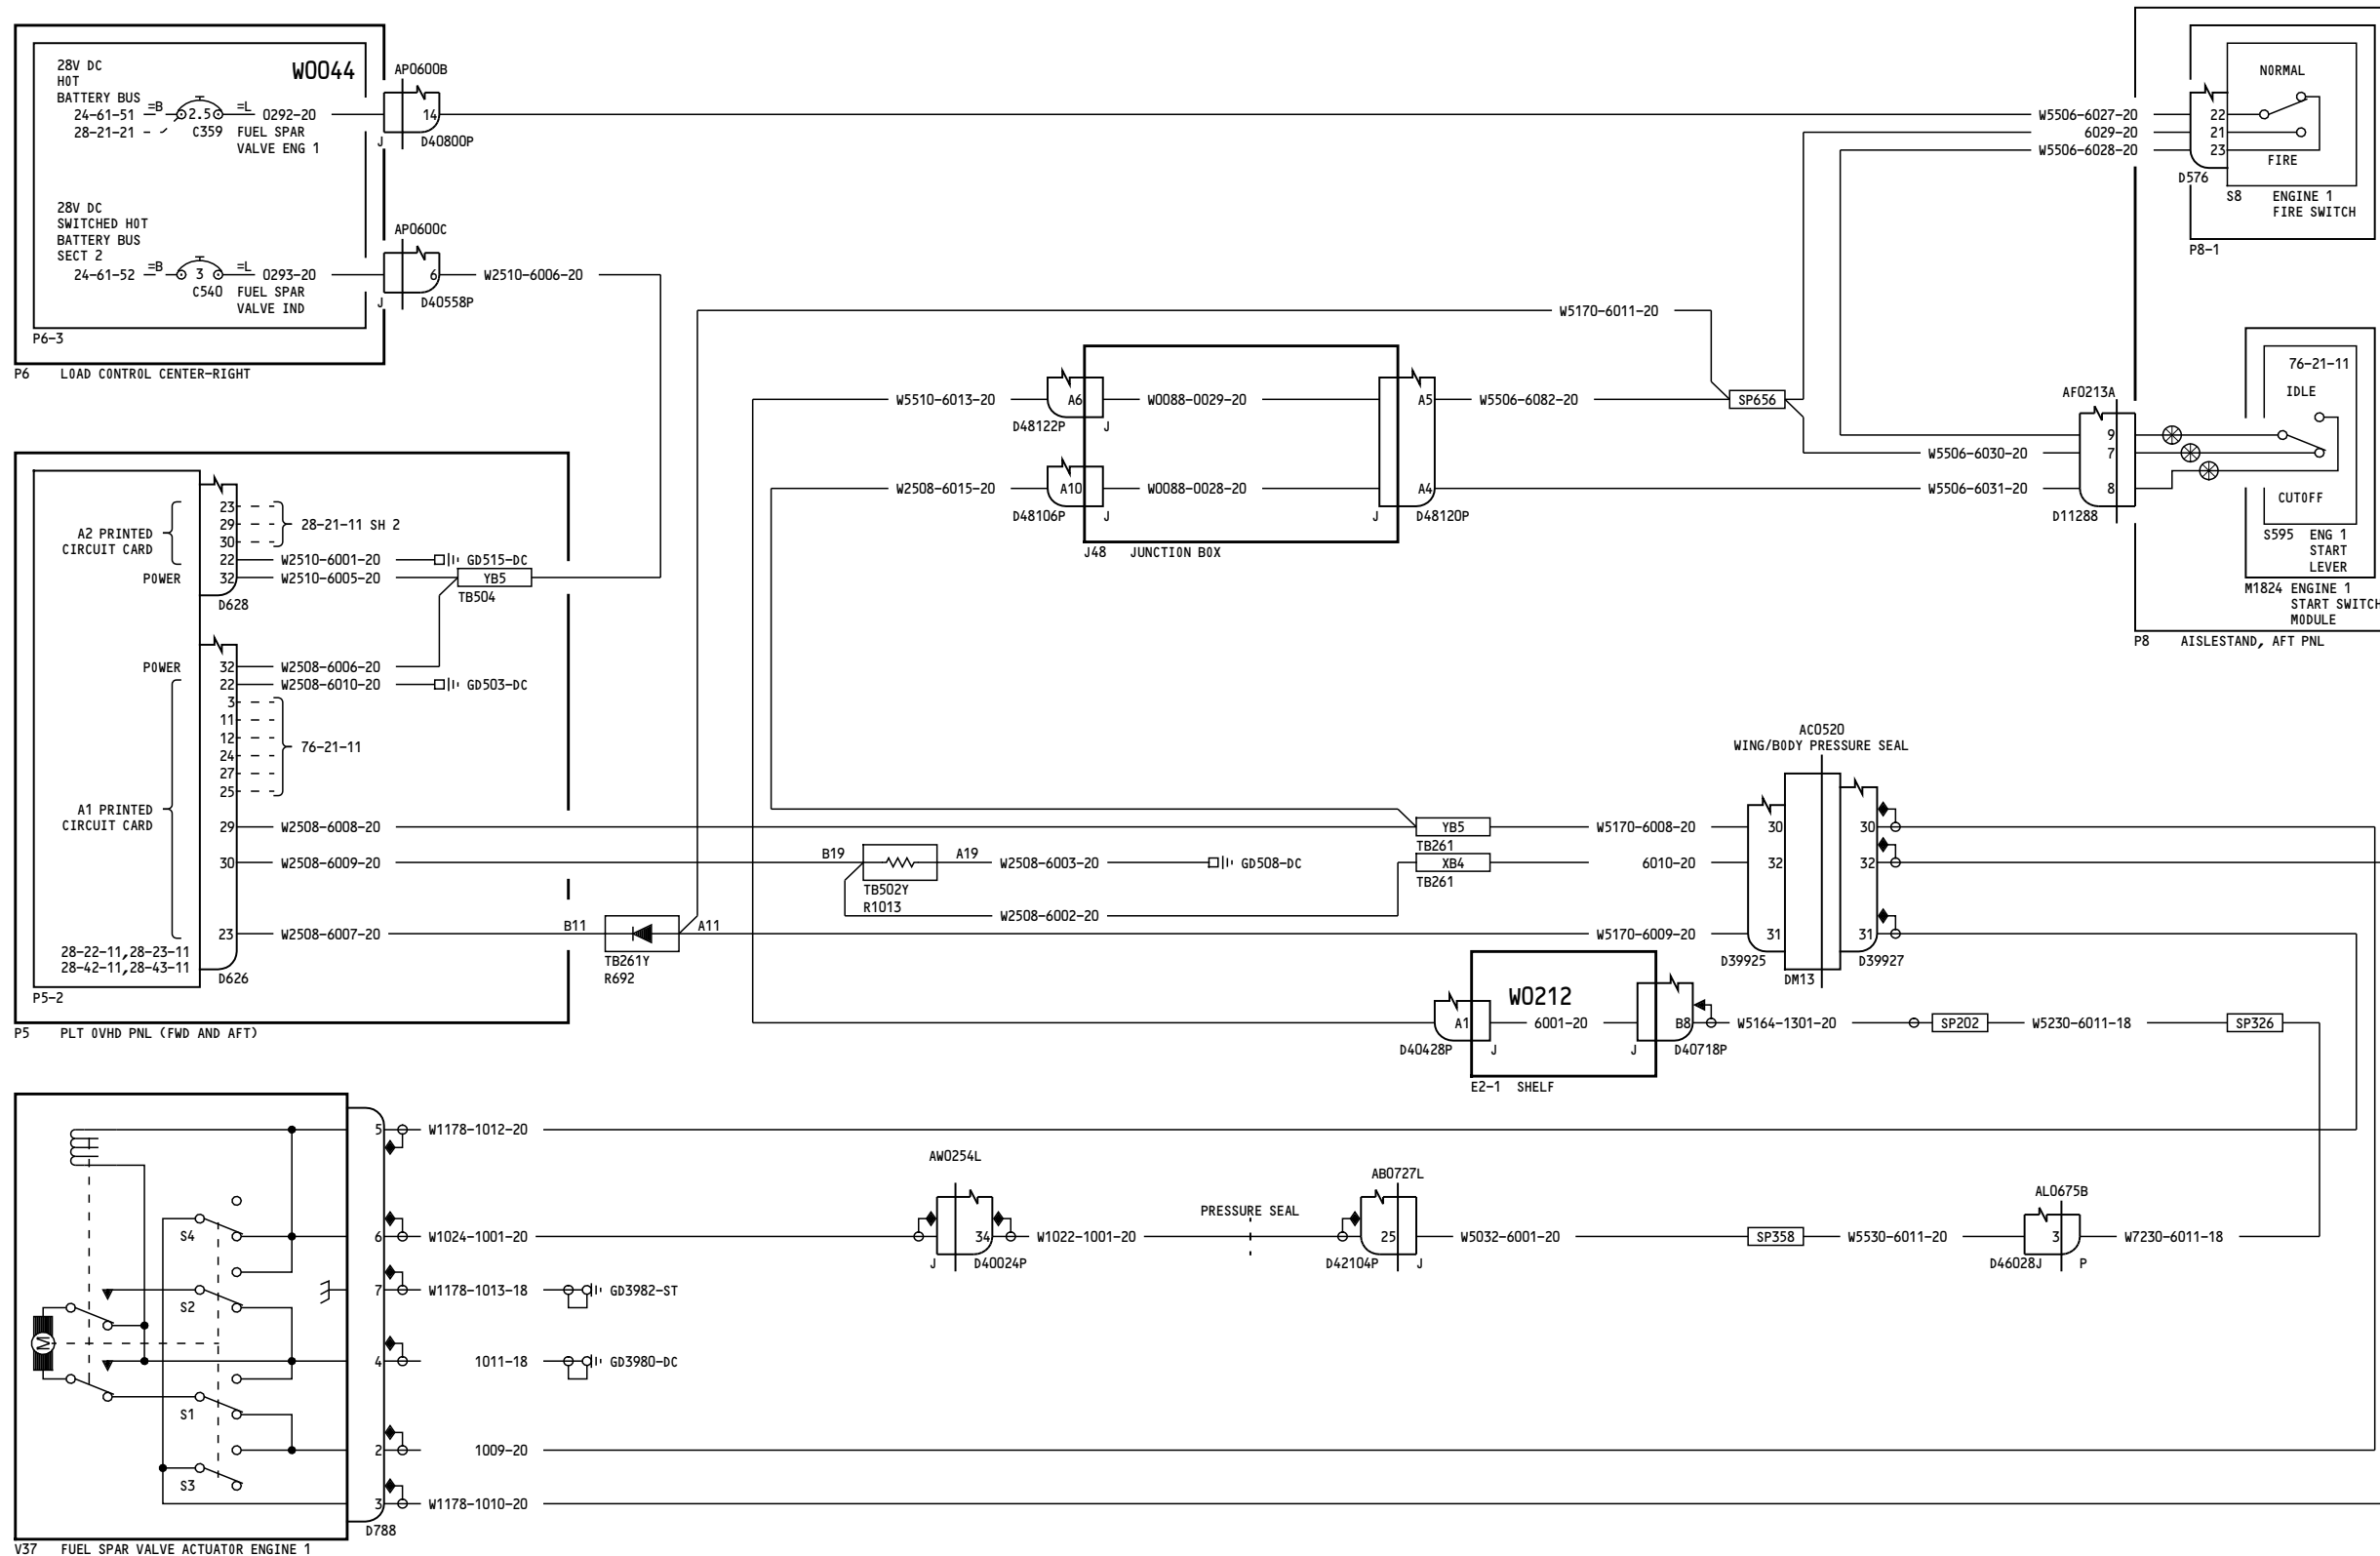 28V DC
HOT
BATTERY BUS
24-61-51
28-21-21
=B
2.5
C359
=L
0292-20
FUEL SPAR
VALVE ENG 1
W0044
AP0600B
14
J
D40800P
28V DC
SWITCHED HOT
BATTERY BUS
SECT 2
24-61-52
=B
3
C540
=L
0293-20
FUEL SPAR
VALVE IND
AP0600C
6
W2510-6006-20
J
D40558P
P6-3
P6 LOAD CONTROL CENTER-RIGHT
W5506-6027-20
6029-20
W5506-6028-20
22
21
23
D576
NORMAL
FIRE
S8 ENGINE 1
FIRE SWITCH
P8-1
W5170-6011-20
W5510-6013-20
A6
D48122P
J
W0088-0029-20
A5
W5506-6082-20
SP656
W2508-6015-20
A10
D48106P
J
W0088-0028-20
A4
J
D48120P
J48 JUNCTION BOX
W5506-6030-20
W5506-6031-20
AF0213A
9
7
8
D11288
76-21-11
IDLE
CUTOFF
S595 ENG 1
START
LEVER
M1824 ENGINE 1
START SWITCH
MODULE
P8 AISLESTAND, AFT PNL
A2 PRINTED
CIRCUIT CARD
POWER
23
29
30
22
32
D628
28-21-11 SH 2
W2510-6001-20
GD515-DC
W2510-6005-20
YB5
TB504
POWER
32
22
3
11
12
24
27
25
29
30
23
D626
W2508-6006-20
W2508-6010-20
GD503-DC
76-21-11
A1 PRINTED
CIRCUIT CARD
W2508-6008-20
W2508-6009-20
W2508-6007-20
28-22-11,28-23-11
28-42-11,28-43-11
P5-2
P5 PLT OVHD PNL (FWD AND AFT)
B11
A11
TB261Y
R692
B19
A19
TB502Y
R1013
W2508-6003-20
GD508-DC
W2508-6002-20
YB5
TB261
XB4
TB261
W5170-6008-20
6010-20
W5170-6009-20
AC0520
WING/BODY PRESSURE SEAL
30
32
31
D39925
DM13
30
32
31
D39927
A1
D40428P
J
W0212
6001-20
J
B8
D40718P
E2-1 SHELF
W5164-1301-20
SP202
W5230-6011-18
SP326
5
W1178-1012-20
S4
6
W1024-1001-20
AW0254L
34
J
D40024P
W1022-1001-20
PRESSURE SEAL
AB0727L
25
D42104P
J
W5032-6001-20
SP358
W5530-6011-20
AL0675B
3
D46028J
P
W7230-6011-18
S2
7
W1178-1013-18
GD3982-ST
M
4
1011-18
GD3980-DC
S1
2
1009-20
S3
3
W1178-1010-20
D788
V37 FUEL SPAR VALVE ACTUATOR ENGINE 1